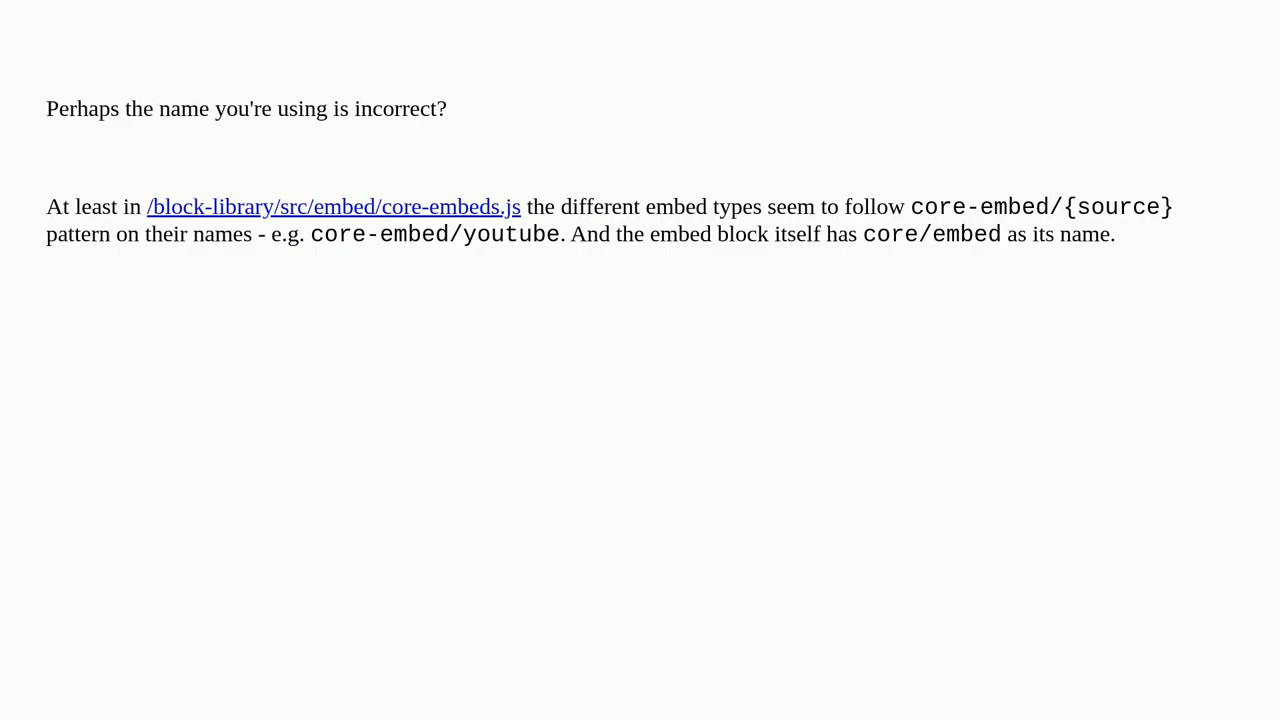 Perhaps the name you're using is incorrect?
At least in /block-library/src/embed/core-embeds.js the different embed types seem to follow core-embed/{source}
pattern on their names - e.g. core-embed/youtube. And the embed block itself has core/embed as its name.